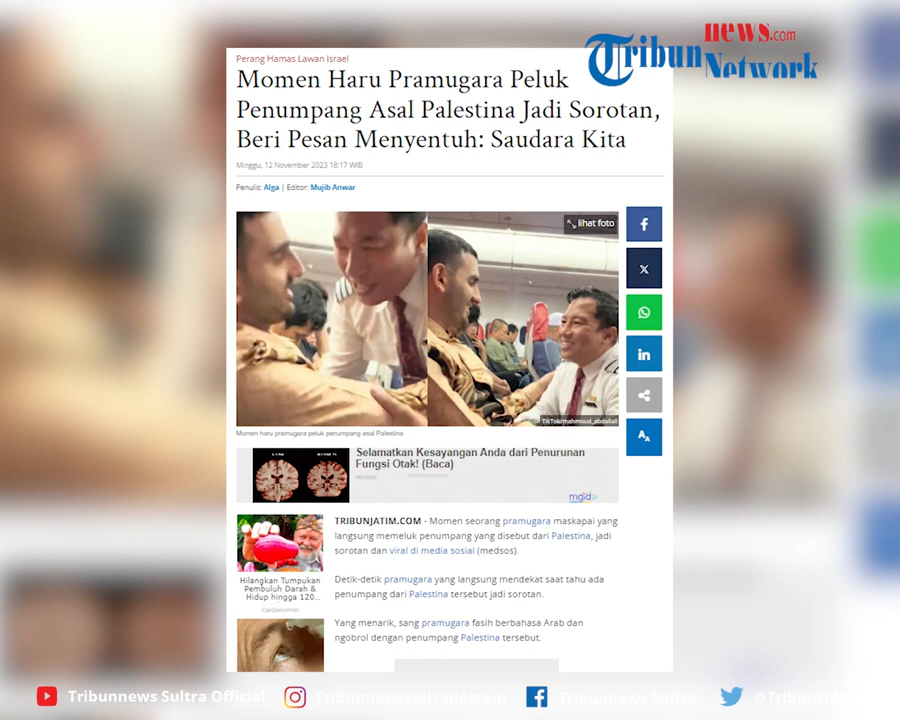 Tribun news.com
Network
Perang Hamas Lawan Israel
Momen Haru Pramugara Peluk
Penumpang Asal Palestina Jadi Sorotan,
Beri Pesan Menyentuh: Saudara Kita
Minggu, 12 November 2023 18:17 WIB
Penulis: Alga | Editor: Mujib Anwar
lihat foto
TikTok/mahmoud_abdallal
Momen haru pramugara peluk penumpang asal Palestina
Selamatkan Kesayangan Anda dari Penurunan
Fungsi Otak! (Baca)
mgid
TRIBUNJATIM.COM - Momen seorang pramugara maskapai yang
langsung memeluk penumpang yang disebut dari Palestina, jadi
sorotan dan viral di media sosial (medsos).
Hilangkan Tumpukan
Pembuluh Darah &
Hidup hingga 120...
Cardionormin
Detik-detik pramugara yang langsung mendekat saat tahu ada
penumpang dari Palestina tersebut jadi sorotan.
Yang menarik, sang pramugara fasih berbahasa Arab dan
ngobrol dengan penumpang Palestina tersebut.
Tribunnews Sultra Official
Tribunnewssultradotcom
Tribunnews Sultra